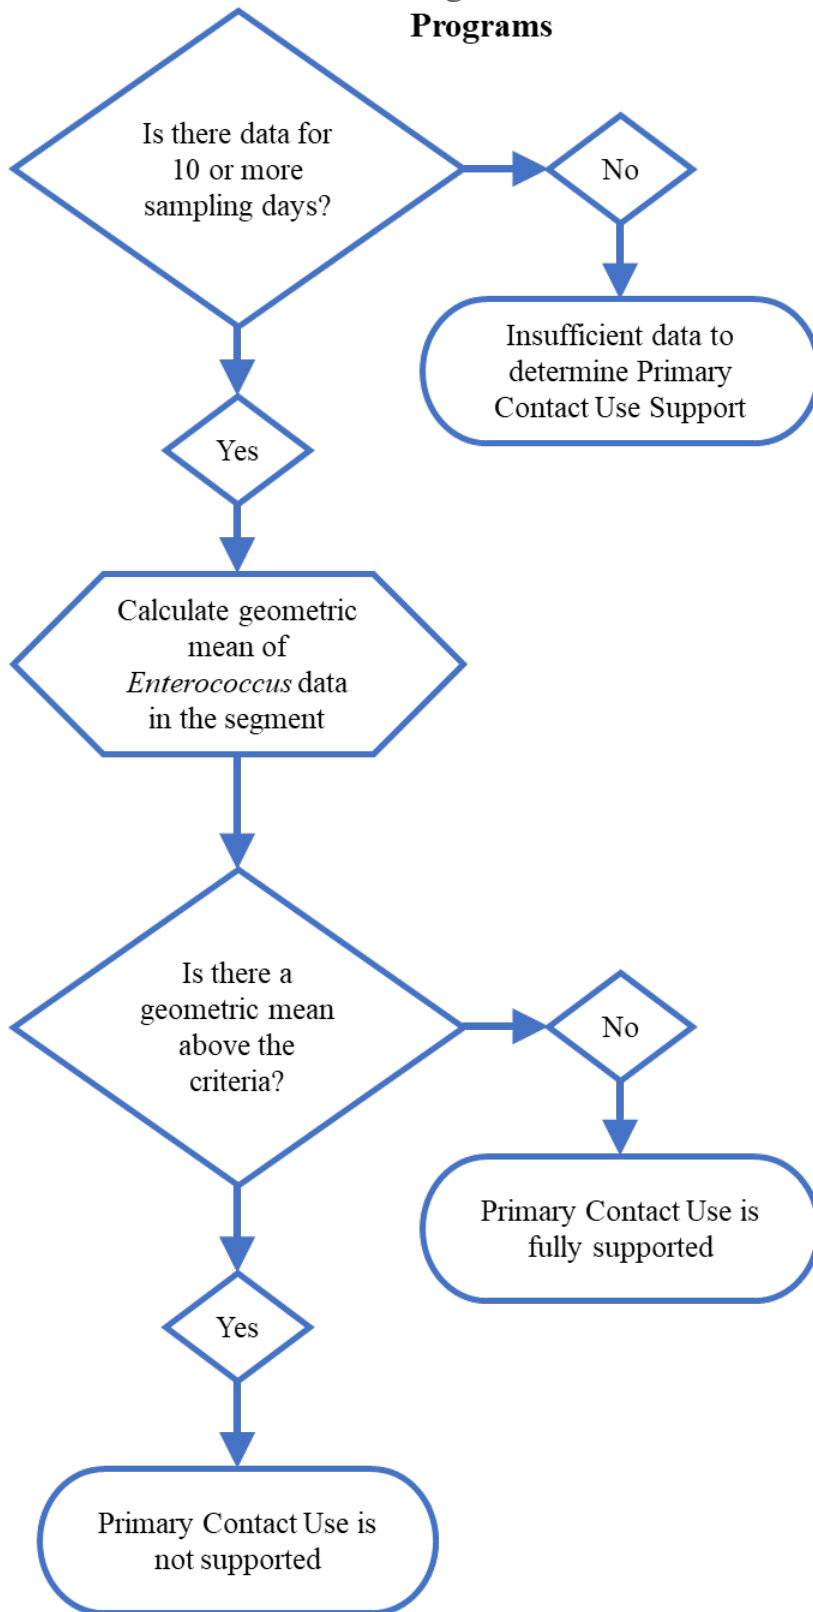 Programs
Is there data for
10 or more
sampling days?
No
Insufficient data to
determine Primary
Contact Use Support
Yes
Calculate geometric
mean of
Enterococcus data
in the segment
Is there a
geometric mean
above the
criteria?
No
Primary Contact Use is
fully supported
Yes
Primary Contact Use is
not supported